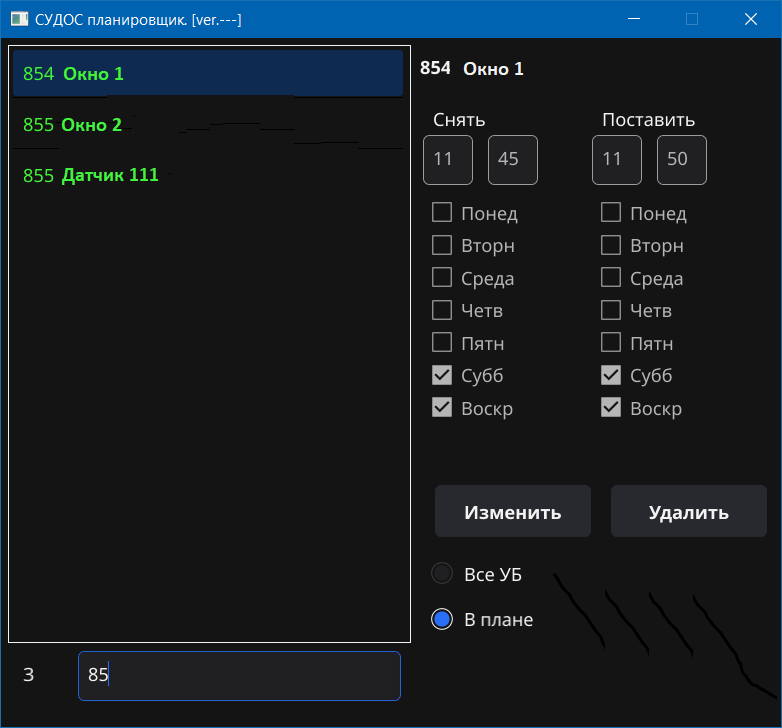 СУДОС планировщик. [ver.---]
854 Окно 1
855 Окно 2
855 Датчик 111
3
85
854 Окно 1
Снять Поставить
11 45 11 50
Понед Понед
Вторн Вторн
Среда Среда
Четв Четв
Пятн Пятн
Субб Субб
Воскр Воскр
Изменить Удалить
Все УБ
В плане